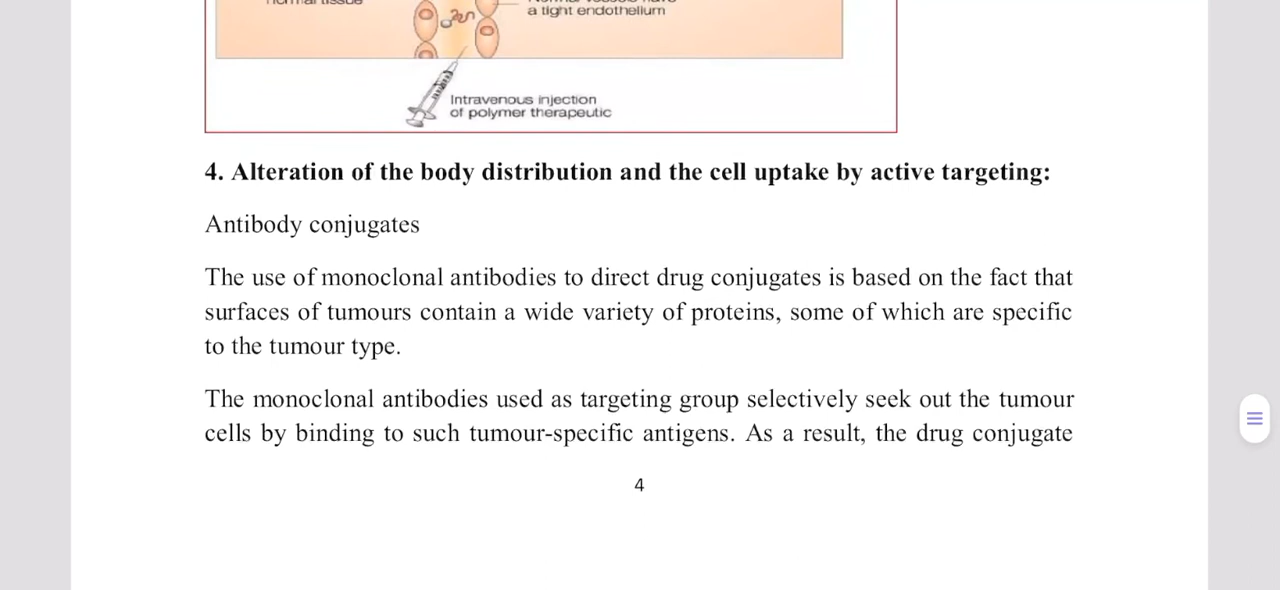 a tight endothelium
Intravenous injection
of polymer therapeutic
4. Alteration of the body distribution and the cell uptake by active targeting:
Antibody conjugates
The use of monoclonal antibodies to direct drug conjugates is based on the fact that
surfaces of tumours contain a wide variety of proteins, some of which are specific
to the tumour type.
The monoclonal antibodies used as targeting group selectively seek out the tumour
cells by binding to such tumour-specific antigens. As a result, the drug conjugate
4